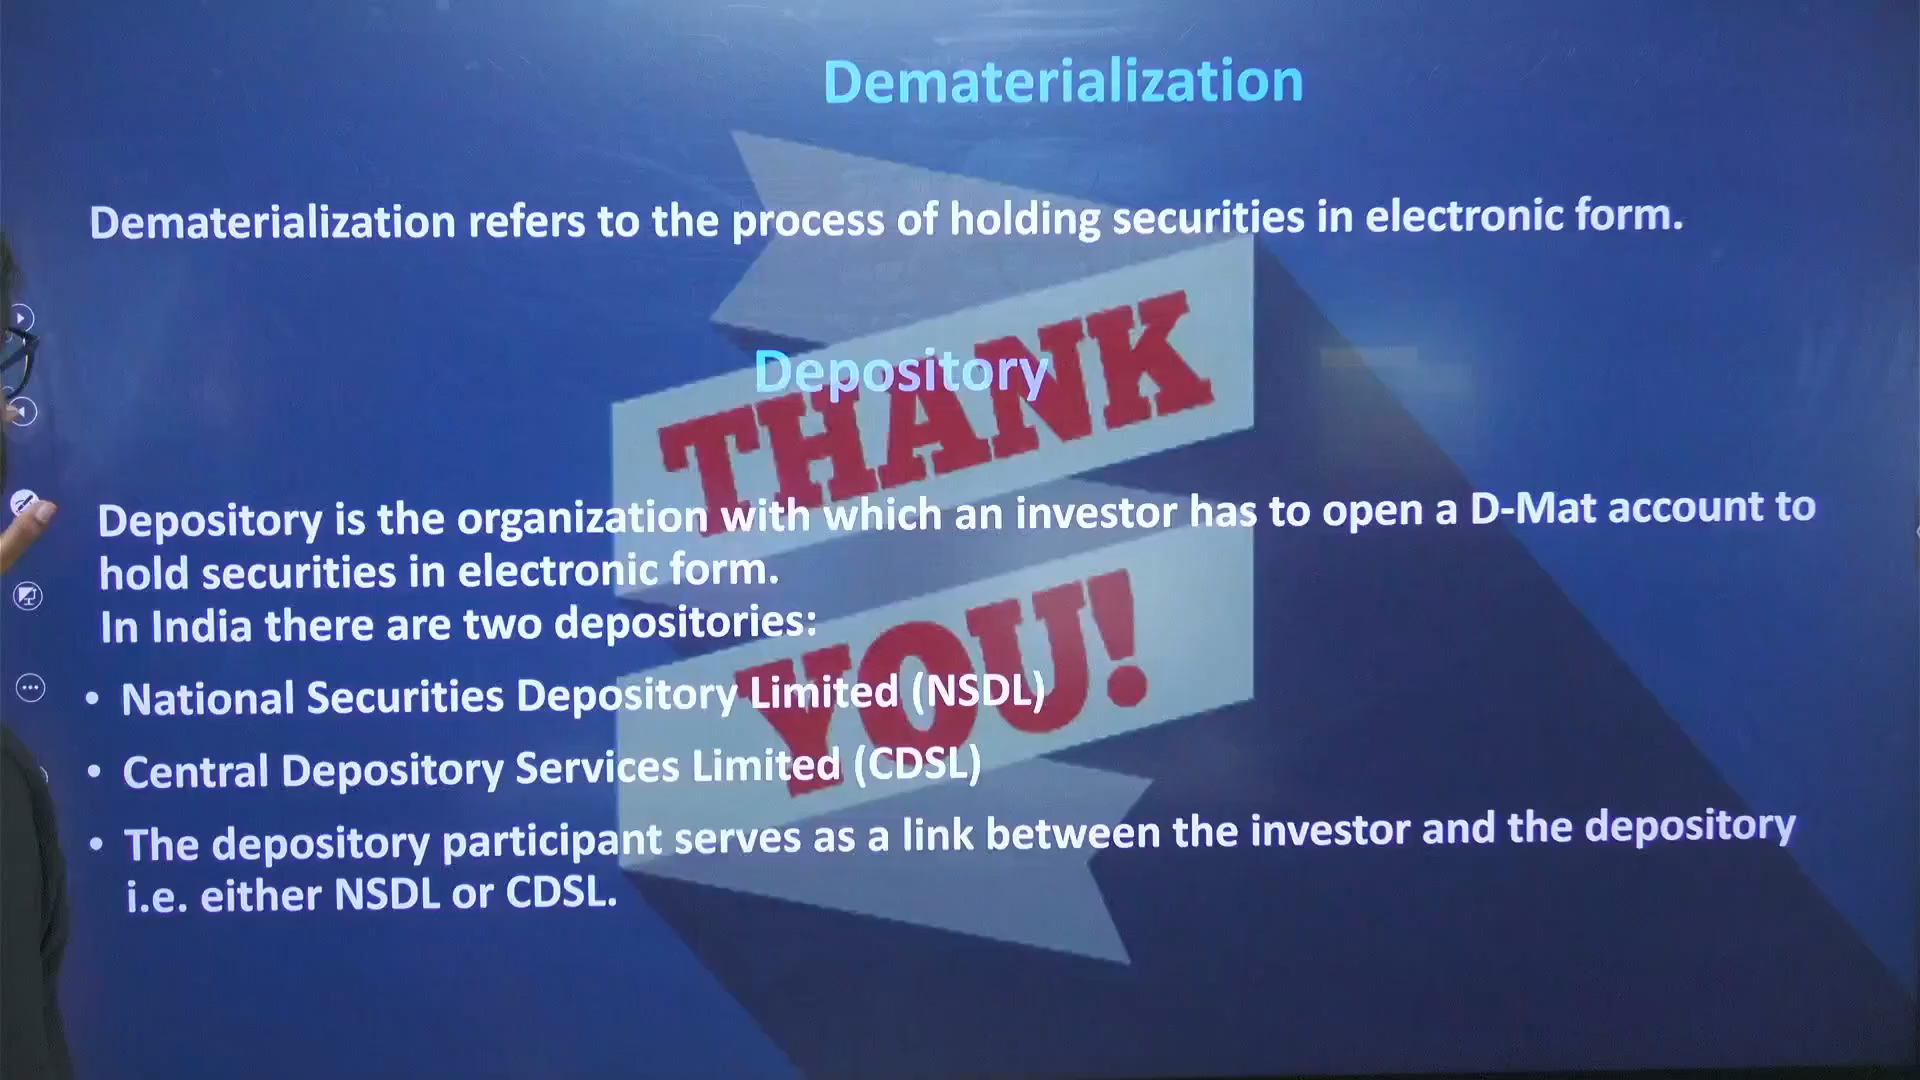 Dematerialization
Dematerialization refers to the process of holding securities in electronic form.
Depository
THANK
Depository is the organization with which an investor has to open a D-Mat account to
hold securities in electronic form.
In India there are two depositories:
YOU!
• National Securities Depository Limited (NSDL)
• Central Depository Services Limited (CDSL)
• The depository participant serves as a link between the investor and the depository
i.e. either NSDL or CDSL.